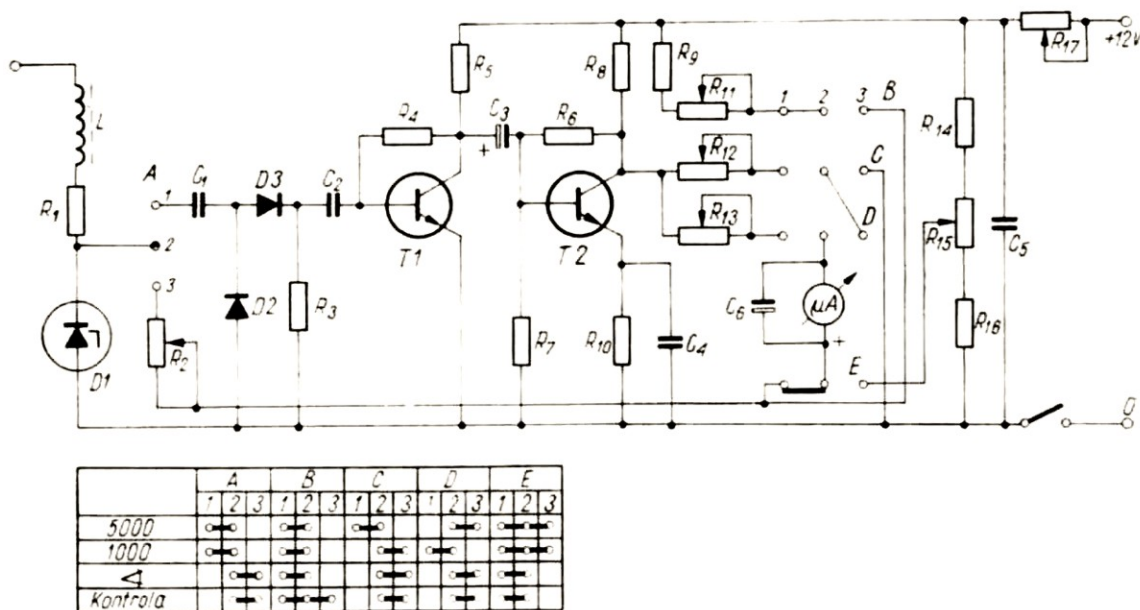 R17
+12V
R5
R8
R9
R11
1
2
3
B
R14
L
R4
C3
+
R6
A
1
C1
D3
C2
R12
C
R1
R13
D
R15
C5
2
T1
T2
3
D2
R3
C6
μA
R16
R2
R7
R10
C4
+
E
D1
0
A B C D E
1 2 3 1 2 3 1 2 3 1 2 3 1 2 3
5000
1000
Kontrola